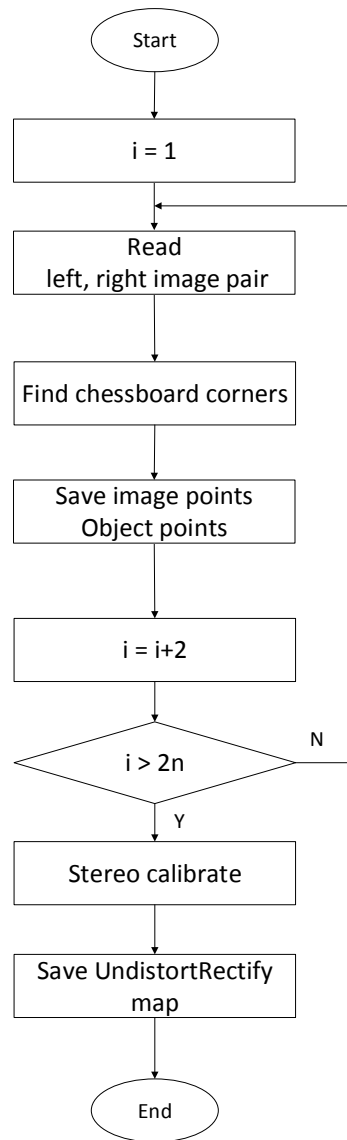 Start
i = 1
Read
left, right image pair
Find chessboard corners
Save image points
Object points
i = i+2
i > 2n
N
Y
Stereo calibrate
Save UndistortRectify
map
End